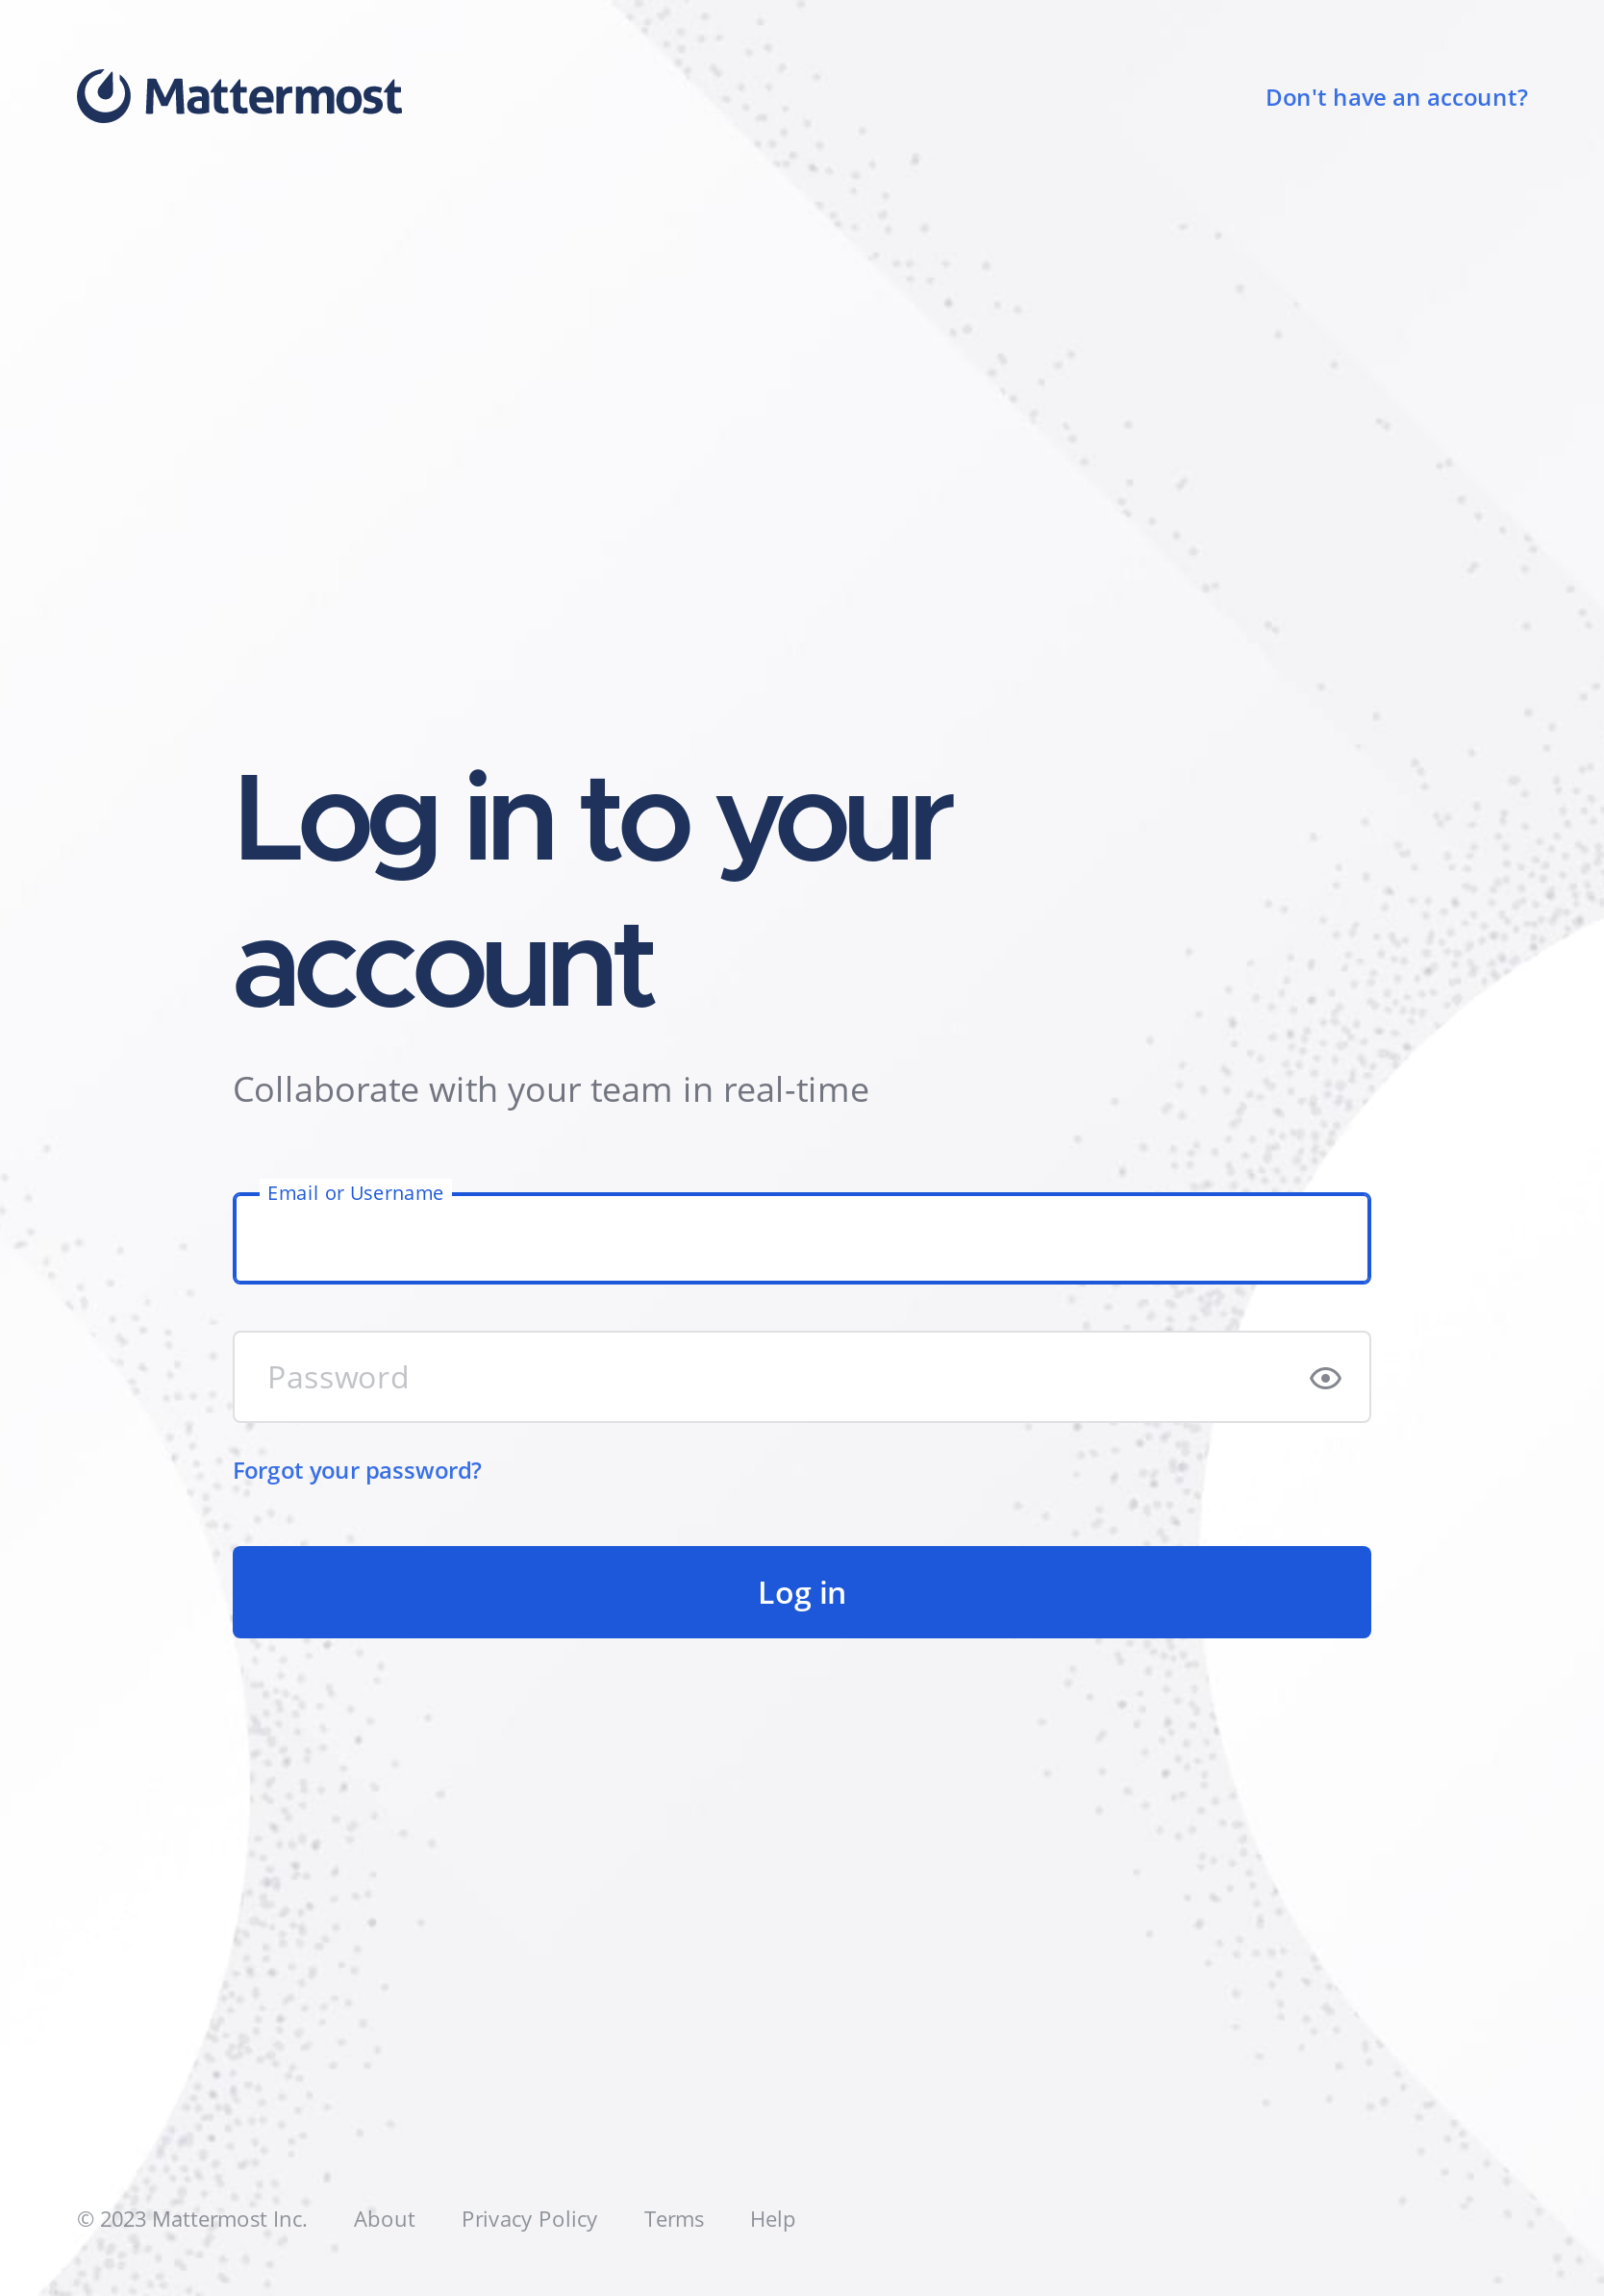 Mattermost
Don't have an account?
Log in to your
account
Collaborate with your team in real-time
Email or Username
Password
Forgot your password?
Log in
© 2023 Mattermost Inc. About Privacy Policy Terms Help